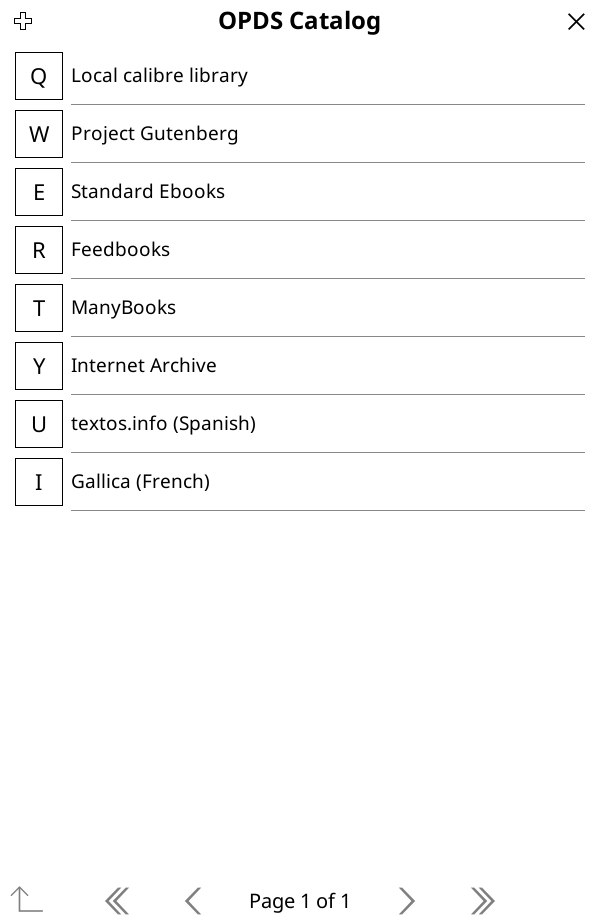 OPDS Catalog
Q Local calibre library
W Project Gutenberg
E Standard Ebooks
R Feedbooks
T ManyBooks
Y Internet Archive
U textos.info (Spanish)
I Gallica (French)
Page 1 of 1